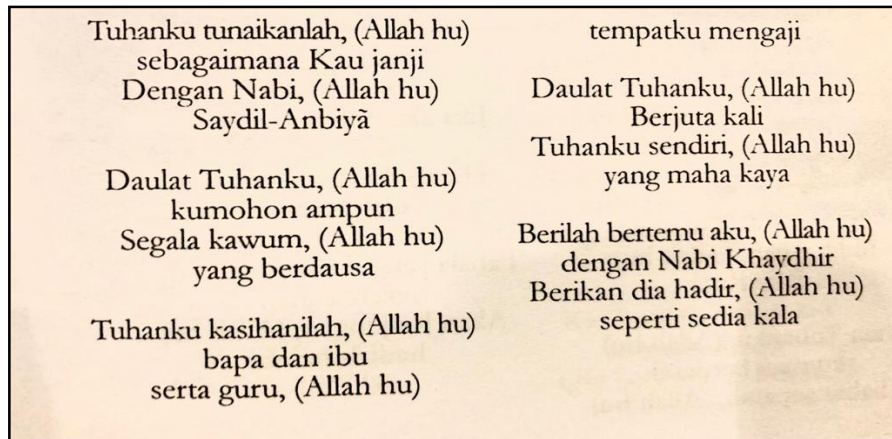 Tuhanku tunaikanlah, (Allah hu)
sebagaimana Kau janji
Dengan Nabi, (Allah hu)
Saydil-Anbiyã
Daulat Tuhanku, (Allah hu)
kumohon ampun
Segala kawum, (Allah hu)
yang berdausa
Tuhanku kasihanilah, (Allah hu)
bapa dan ibu
serta guru, (Allah hu)
tempatku mengaji
Daulat Tuhanku, (Allah hu)
Berjuta kali
Tuhanku sendiri, (Allah hu)
yang maha kaya
Berilah bertemu aku, (Allah hu)
dengan Nabi Khaydhir
Berikan dia hadir, (Allah hu)
seperti sedia kala